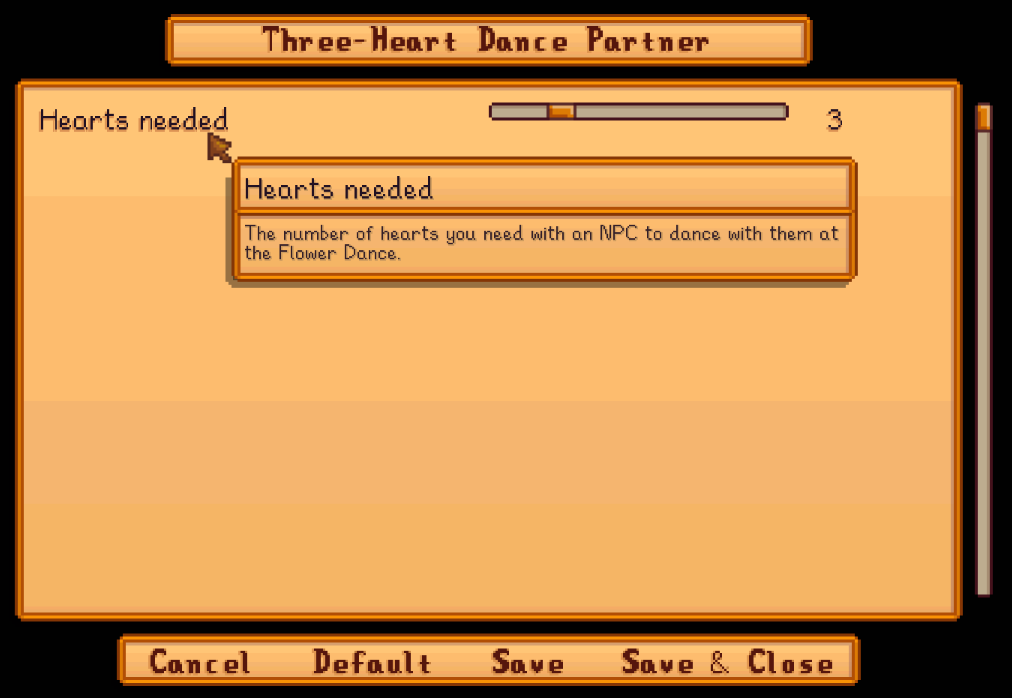 Three-Heart Dance Partner
Hearts needed 3
Hearts needed
The number of hearts you need with an NPC to dance with them at
the Flower Dance.
Cancel Default Save Save & Close